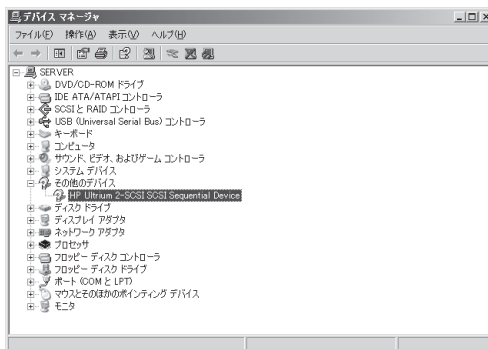 デバイス マネージャ
ファイル(F) 操作(A) 表示(V) ヘルプ(H)
SERVER
DVD/CD-ROM ドライブ
IDE ATA/ATAPI コントローラ
SCSI と RAID コントローラ
USB (Universal Serial Bus) コントローラ
キーボード
コンピュータ
サウンド、ビデオ、およびゲーム コントローラ
システム デバイス
その他のデバイス
HP Ultrium 2-SCSI SCSI Sequential Device
ディスク ドライブ
ディスプレイ アダプタ
ネットワーク アダプタ
プロセッサ
フロッピー ディスク コントローラ
フロッピー ディスク ドライブ
ポート (COM と LPT)
マウスとそのほかのポインティング デバイス
モニタ